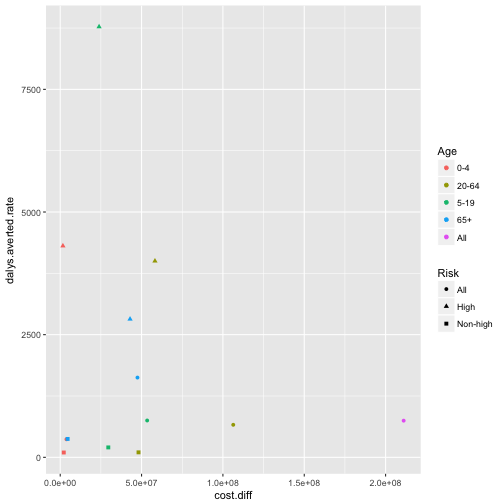 dalys.averted.rate
7500
5000
2500
0
0.0e+00 5.0e+07 1.0e+08 1.5e+08 2.0e+08
cost.diff
Age
0-4
20-64
5-19
65+
All
Risk
All
High
Non-high